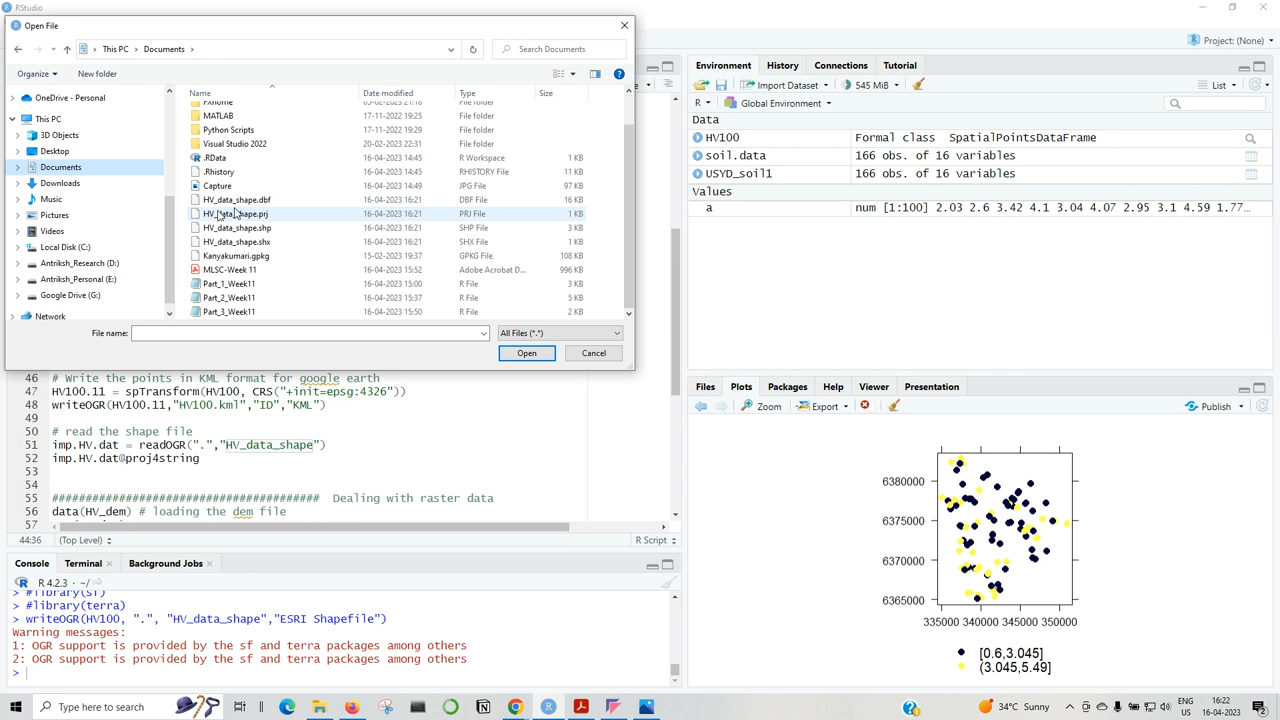 RStudio
Open File
Project: (None)
This PC > Documents >
Search Documents
Environment History Connections Tutorial
Organize New folder
Import Dataset 545 MiB List
Name Date modified Type Size
OneDrive - Personal
R Global Environment
MATLAB 17-11-2022 19:25 File folder
This PC
Data
Python Scripts 17-11-2022 19:29 File folder
3D Objects
HV100 Formal class SpatialPointsDataFrame
Visual Studio 2022 20-02-2023 22:31 File folder
Desktop
soil.data 166 obs. of 16 variables
.RData 16-04-2023 14:45 R Workspace 1 KB
Documents
USYD_soil1 166 obs. of 16 variables
.Rhistory 16-04-2023 14:45 RHISTORY File 11 KB
Downloads
Values
Capture 16-04-2023 14:49 JPG File 97 KB
Music
a num [1:100] 2.03 2.6 3.42 4.1 3.04 4.07 2.95 3.1 4.59 1.77...
HV_data_shape.dbf 16-04-2023 16:21 DBF File 16 KB
Pictures
HV_data_shape.prj 16-04-2023 16:21 PRJ File 1 KB
Videos
HV_data_shape.shp 16-04-2023 16:21 SHP File 3 KB
Local Disk (C:)
HV_data_shape.shx 16-04-2023 16:21 SHX File 1 KB
Antriksh_Research (D:)
Kanyakumari.gpkg 15-02-2023 19:37 GPKG File 108 KB
Antriksh_Personal (E:)
MLSC-Week 11 16-04-2023 15:52 Adobe Acrobat D... 996 KB
Google Drive (G:)
Part_1_Week11 16-04-2023 15:00 R File 3 KB
Part_2_Week11 16-04-2023 15:37 R File 5 KB
Network
Part_3_Week11 16-04-2023 15:50 R File 2 KB
File name: All Files (*.*)
Open Cancel
46 # Write the points in KML format for google earth
47 HV100.11 = spTransform(HV100, CRS("+init=epsg:4326"))
48 writeOGR(HV100.11,"HV100.kml","ID","KML")
49
50 # read the shape file
51 imp.HV.dat = readOGR(".","HV_data_shape")
52 imp.HV.dat@proj4string
53
54
55 ###################################### Dealing with raster data
56 data(HV_dem) # loading the dem file
57
44:36 (Top Level) R Script
Files Plots Packages Help Viewer Presentation
Zoom Export Publish
6380000
6375000
6370000
6365000
335000 340000 345000 350000
[0.6,3.045]
(3.045,5.49]
Console Terminal Background Jobs
R 4.2.3 · ~/
> #library(sf)
> #library(terra)
> writeOGR(HV100, ".", "HV_data_shape","ESRI Shapefile")
Warning messages:
1: OGR support is provided by the sf and terra packages among others
2: OGR support is provided by the sf and terra packages among others
>
Type here to search
34°C Sunny
ENG
US
16:22
16-04-2023